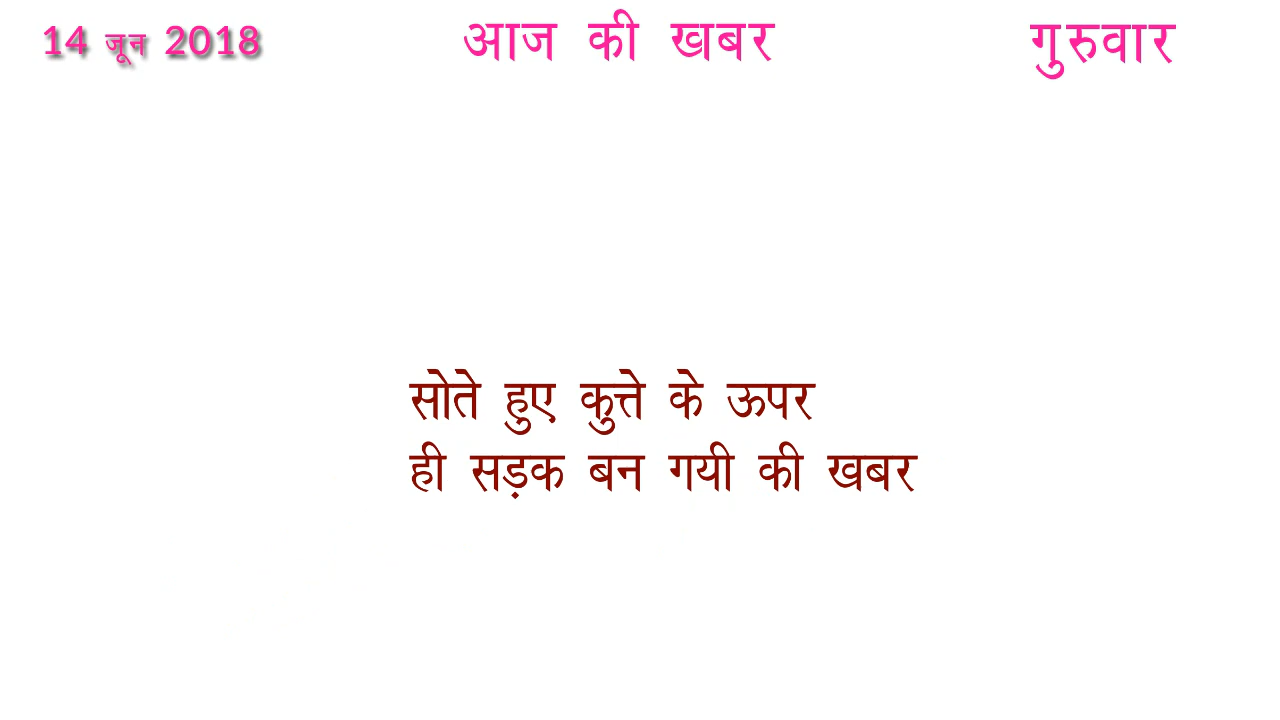 14 जून 2018 आज की खबर गुरुवार
सोते हुए कुत्ते के ऊपर
ही सड़क बन गयी की खबर